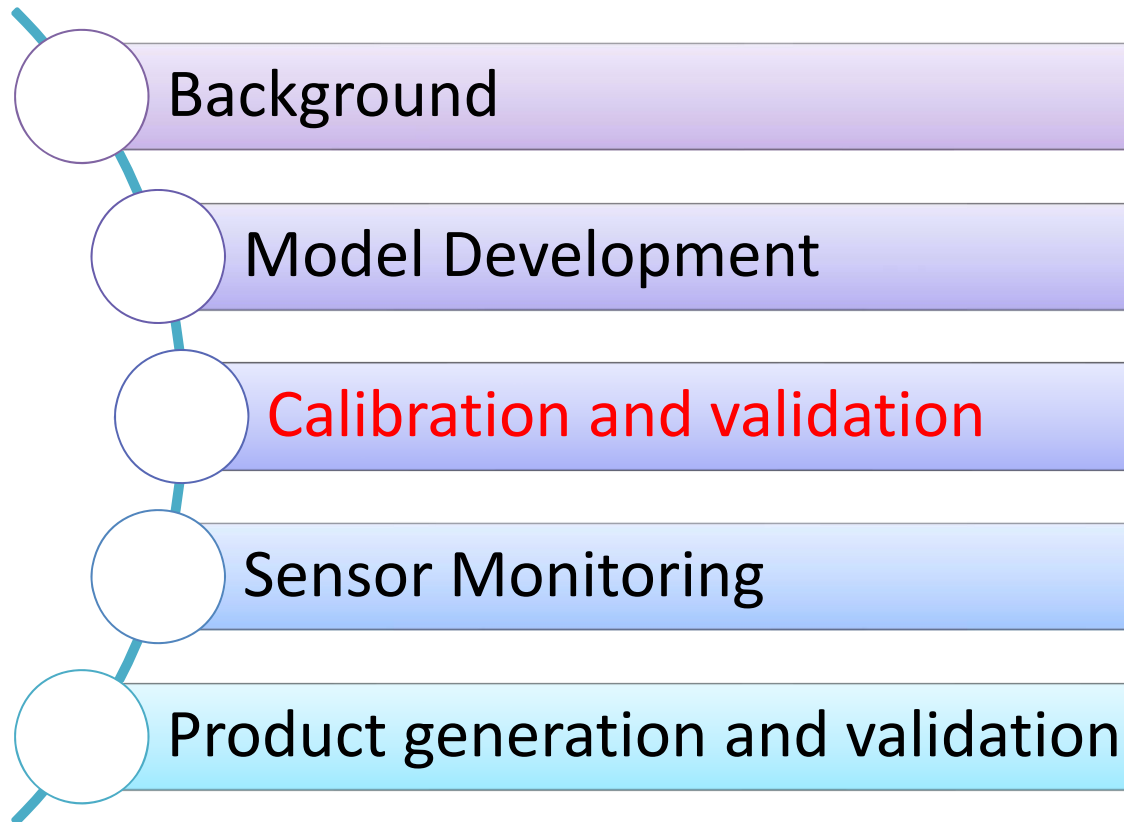 Background
Model Development
Calibration and validation
Sensor Monitoring
Product generation and validation